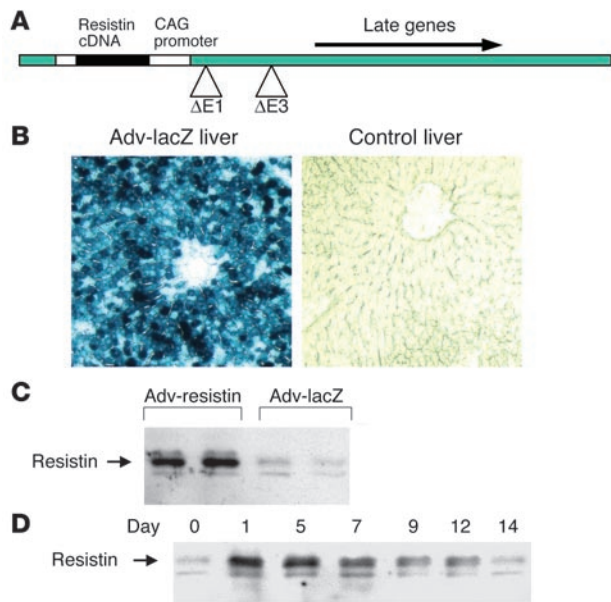 A
Resistin cDNA
CAG promoter
Late genes
ΔE1
ΔE3
B
Adv-lacZ liver
Control liver
C
Adv-resistin
Adv-lacZ
Resistin
D
Day
0
1
5
7
9
12
14
Resistin